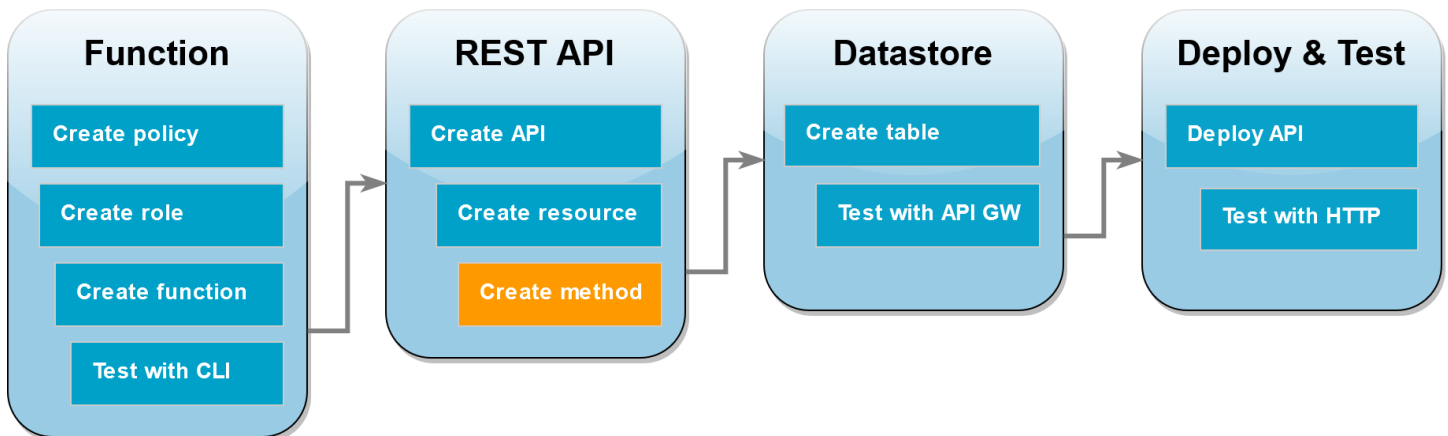 Function
Create policy
Create role
Create function
Test with CLI
REST API
Create API
Create resource
Create method
Datastore
Create table
Test with API GW
Deploy & Test
Deploy API
Test with HTTP